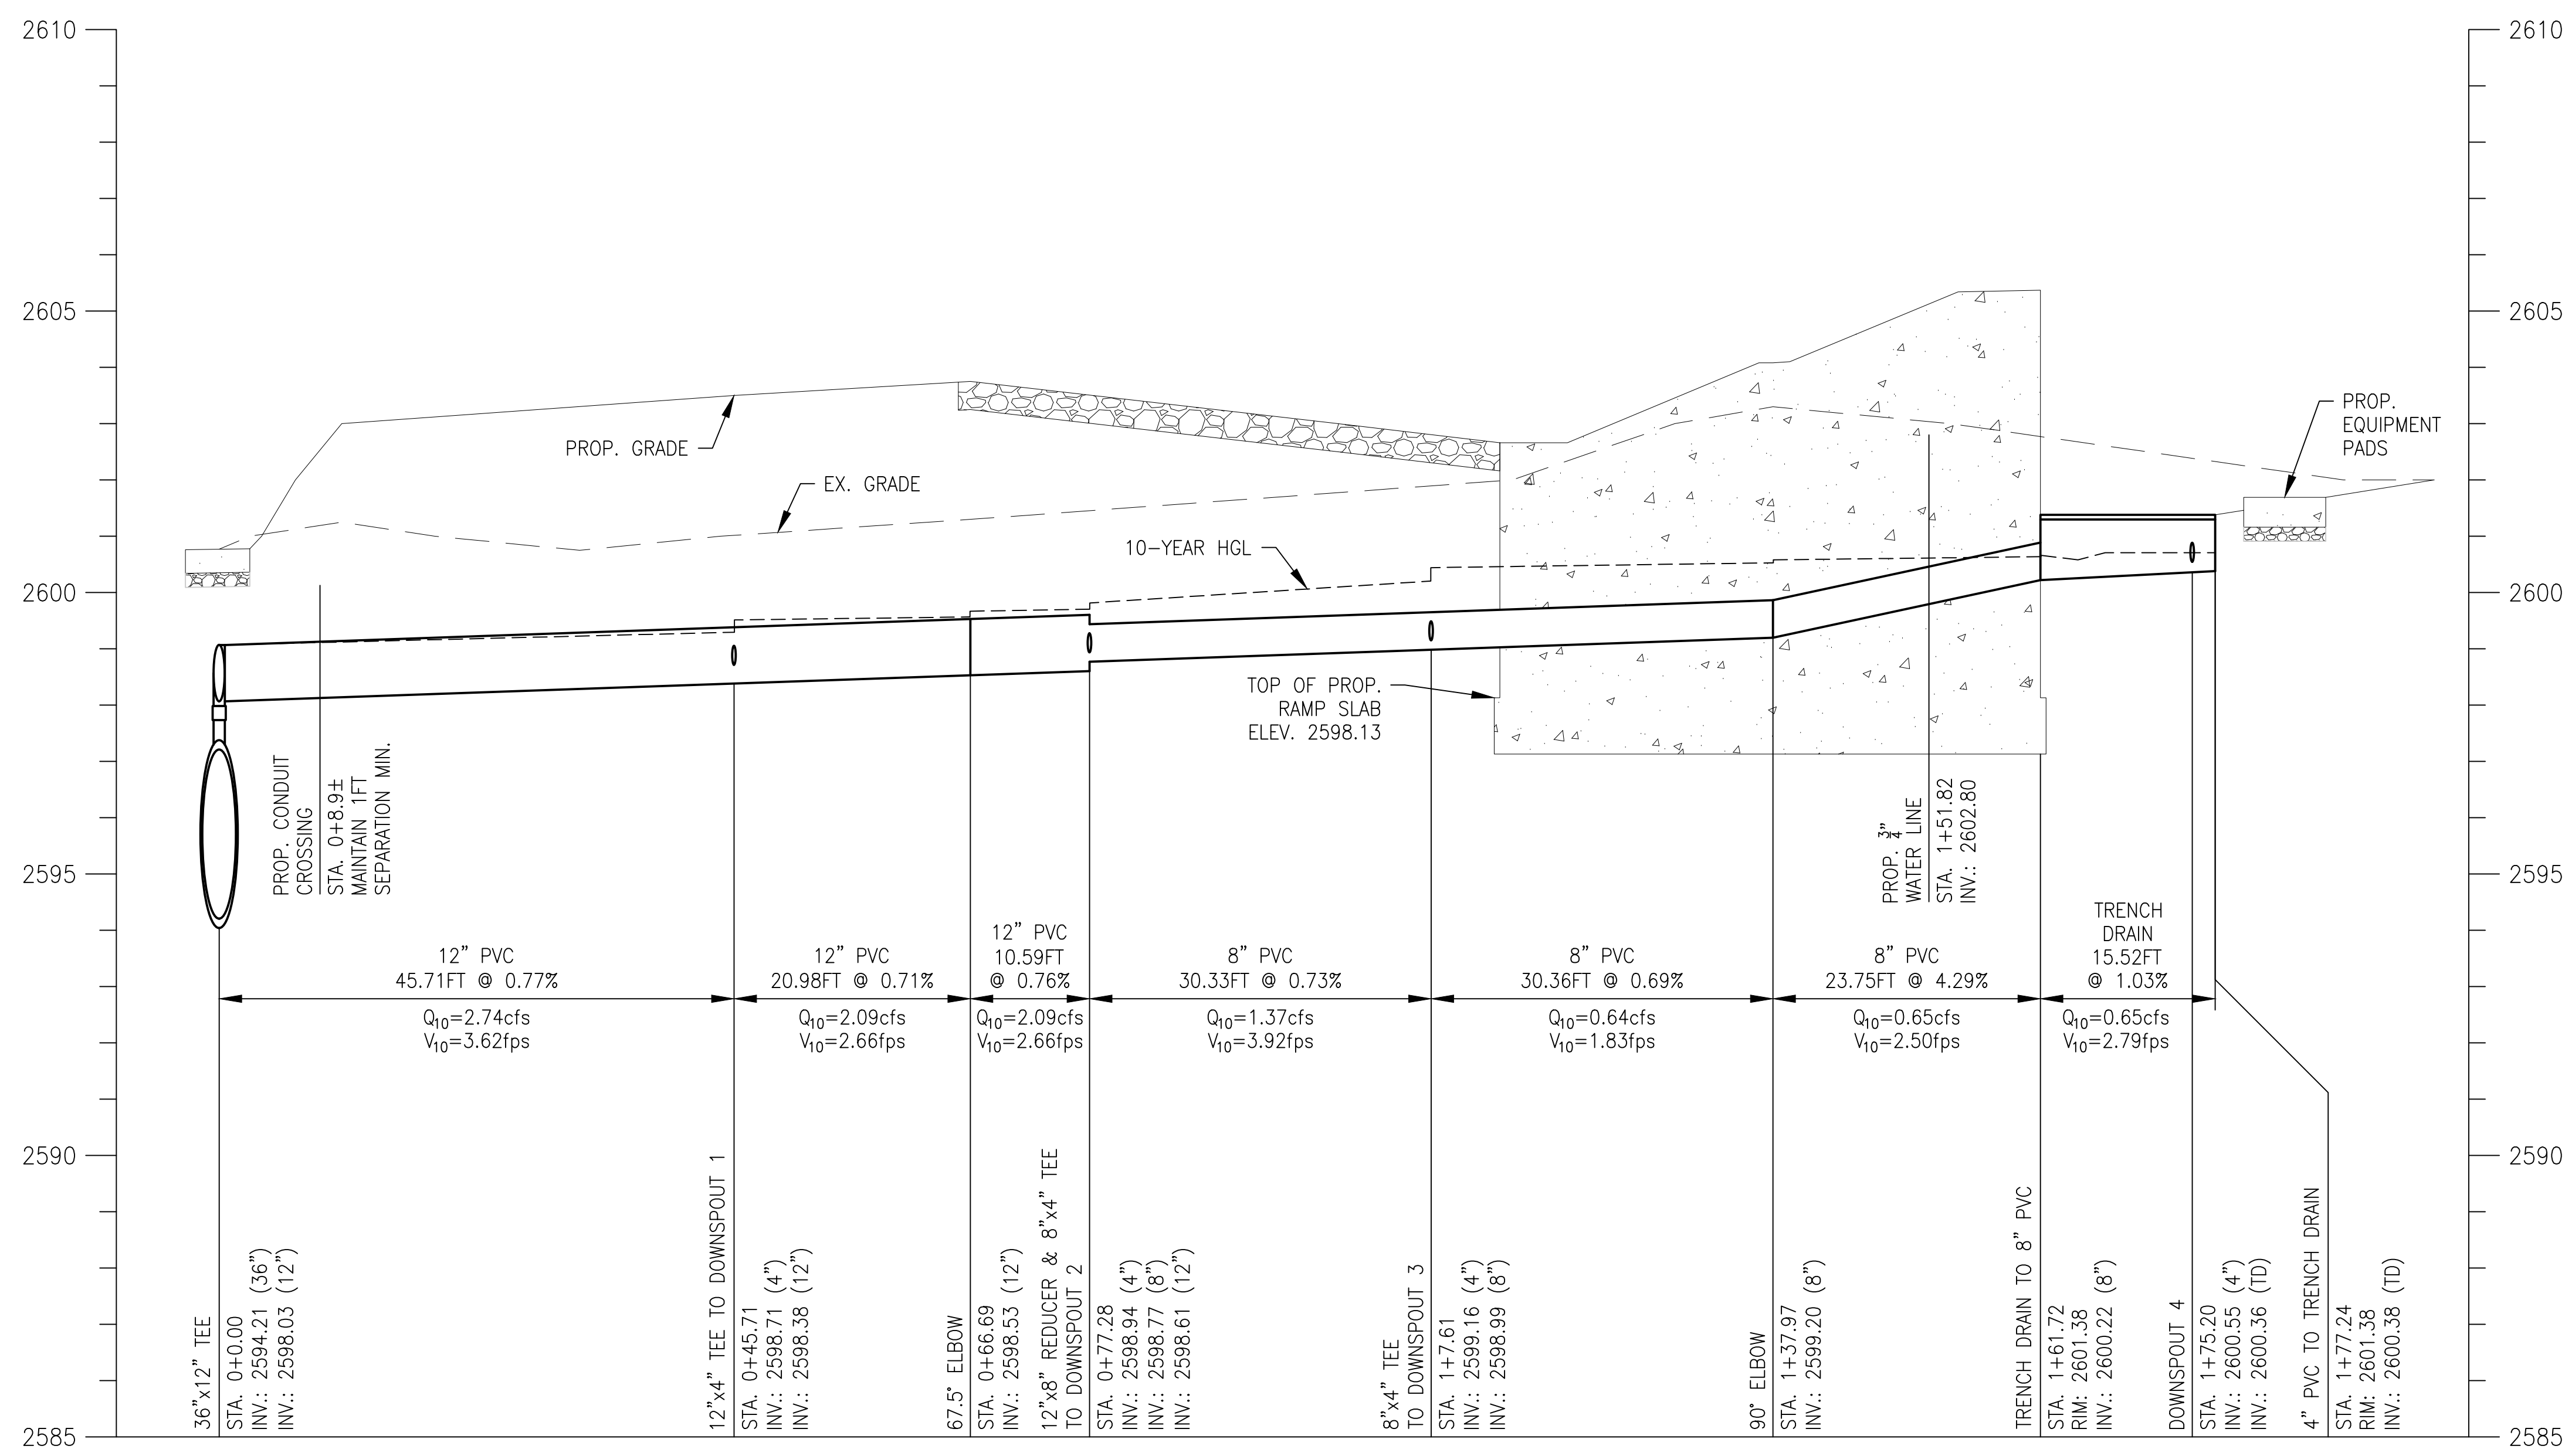 2610
2610
2605
2605
PROP. GRADE
EX. GRADE
PROP.
EQUIPMENT
PADS
10-YEAR HGL
2600
2600
TOP OF PROP.
RAMP SLAB
ELEV. 2598.13
PROP. CONDUIT
CROSSING
STA. 0+8.9±
MAINTAIN 1FT
SEPARATION MIN.
PROP. 3/4"
WATER LINE
STA. 1+51.82
INV.: 2602.80
2595
2595
12" PVC
45.71FT @ 0.77%
Q10=2.74cfs
V10=3.62fps
12" PVC
20.98FT @ 0.71%
Q10=2.09cfs
V10=2.66fps
12" PVC
10.59FT
@ 0.76%
Q10=2.09cfs
V10=2.66fps
8" PVC
30.33FT @ 0.73%
Q10=1.37cfs
V10=3.92fps
8" PVC
30.36FT @ 0.69%
Q10=0.64cfs
V10=1.83fps
8" PVC
23.75FT @ 4.29%
Q10=0.65cfs
V10=2.50fps
TRENCH
DRAIN
15.52FT
@ 1.03%
Q10=0.65cfs
V10=2.79fps
2590
2590
36"x12" TEE
STA. 0+0.00
INV.: 2594.21 (36")
INV.: 2598.03 (12")
12"x4" TEE TO DOWNSPOUT 1
STA. 0+45.71
INV.: 2598.71 (4")
INV.: 2598.38 (12")
67.5° ELBOW
STA. 0+66.69
INV.: 2598.53 (12")
12"x8" REDUCER & 8"x4" TEE
TO DOWNSPOUT 2
STA. 0+77.28
INV.: 2598.94 (4")
INV.: 2598.77 (8")
INV.: 2598.61 (12")
8"x4" TEE
TO DOWNSPOUT 3
STA. 1+7.61
INV.: 2599.16 (4")
INV.: 2598.99 (8")
90° ELBOW
STA. 1+37.97
INV.: 2599.20 (8")
TRENCH DRAIN TO 8" PVC
STA. 1+61.72
RIM: 2601.38
INV.: 2600.22 (8")
DOWNSPOUT 4
STA. 1+75.20
INV.: 2600.55 (4")
INV.: 2600.36 (TD)
4" PVC TO TRENCH DRAIN
STA. 1+77.24
RIM: 2601.38
INV.: 2600.38 (TD)
2585
2585